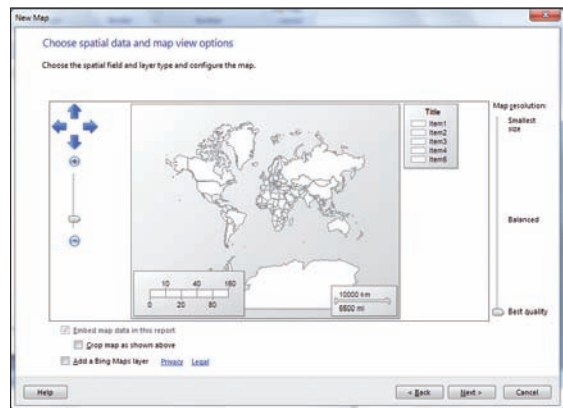 New Map
Choose spatial data and map view options
Choose the spatial field and layer type and configure the map.
Map resolution:
Smallest size
Title
Item1
Item2
Item3
Item4
Item5
Balanced
10 40 160
0 20 80
10000 km
6500 mi
Best quality
Embed map data in this report
Crop map as shown above
Add a Bing Maps layer Privacy Legal
Help < Back Next > Cancel